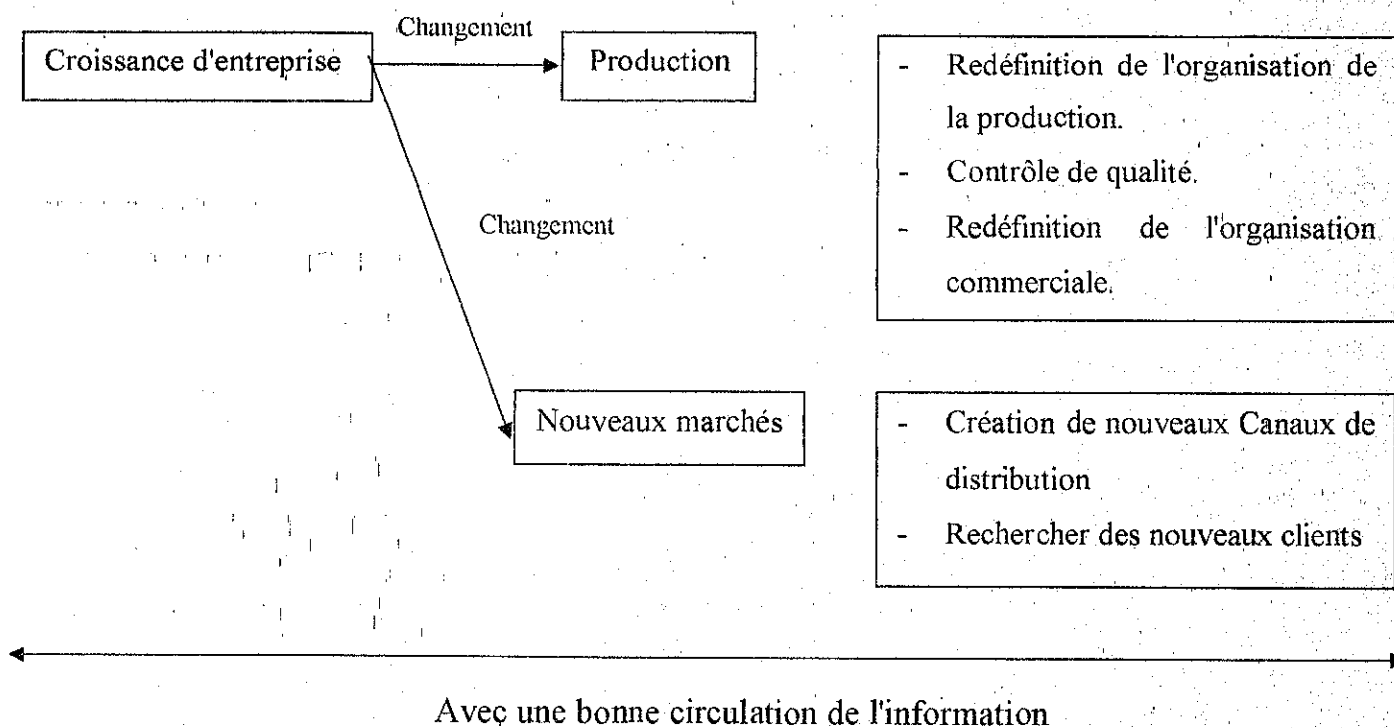 Changement
Croissance d'entreprise
Production
- Redéfinition de l'organisation de
la production.
- Contrôle de qualité.
- Redéfinition de l'organisation
commerciale.
Changement
Nouveaux marchés
- Création de nouveaux Canaux de
distribution
- Rechercher des nouveaux clients
Avec une bonne circulation de l'information